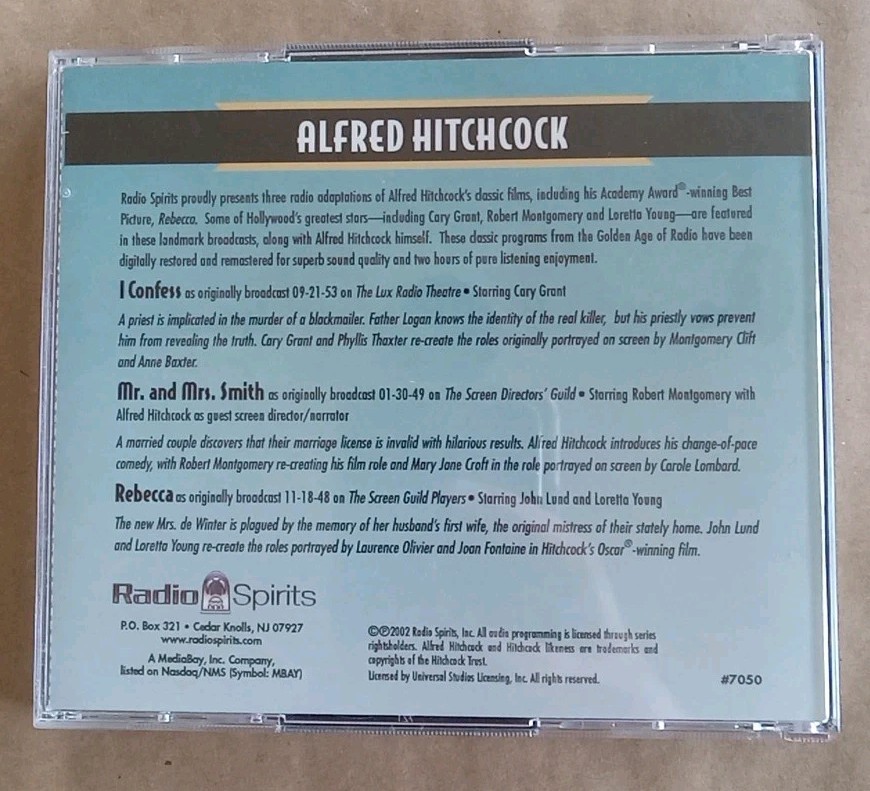 ALFRED HITCHCOCK
Radio Spirits proudly presents three radio adaptations of Alfred Hitchcock's classic films, including his Academy Award®-winning Best
Picture, Rebecca. Some of Hollywood's greatest stars—including Cary Grant, Robert Montgomery and Loretta Young—are featured
in these landmark broadcasts, along with Alfred Hitchcock himself. These classic programs from the Golden Age of Radio have been
digitally restored and remastered for superb sound quality and two hours of pure listening enjoyment.
I Confess as originally broadcast 09-21-53 on The Lux Radio Theatre • Starring Cary Grant
A priest is implicated in the murder of a blackmailer. Father Logan knows the identity of the real killer, but his priestly vows prevent
him from revealing the truth. Cary Grant and Phyllis Thaxter re-create the roles originally portrayed on screen by Montgomery Clift
and Anne Baxter.
Mr. and Mrs. Smith as originally broadcast 01-30-49 on The Screen Directors' Guild • Starring Robert Montgomery with
Alfred Hitchcock as guest screen director/narrator
A married couple discovers that their marriage license is invalid with hilarious results. Alfred Hitchcock introduces his change-of-pace
comedy, with Robert Montgomery re-creating his film role and Mary Jane Croft in the role portrayed on screen by Carole Lombard.
Rebecca as originally broadcast 11-18-48 on The Screen Guild Players • Starring John Lund and Loretta Young
The new Mrs. de Winter is plagued by the memory of her husband's first wife, the original mistress of their stately home. John Lund
and Loretta Young re-create the roles portrayed by Laurence Olivier and Joan Fontaine in Hitchcock's Oscar®-winning film.
Radio Spirits
P.O. Box 321 • Cedar Knolls, NJ 07927
www.radiospirits.com
A MediaBay, Inc. Company,
listed on Nasdaq/NMS (Symbol: MBAY)
©℗2002 Radio Spirits, Inc. All audio programming is licensed through series
rightsholders. Alfred Hitchcock and Hitchcock likeness are trademarks and
copyrights of the Hitchcock Trust.
Licensed by Universal Studios Licensing, Inc. All rights reserved.
#7050